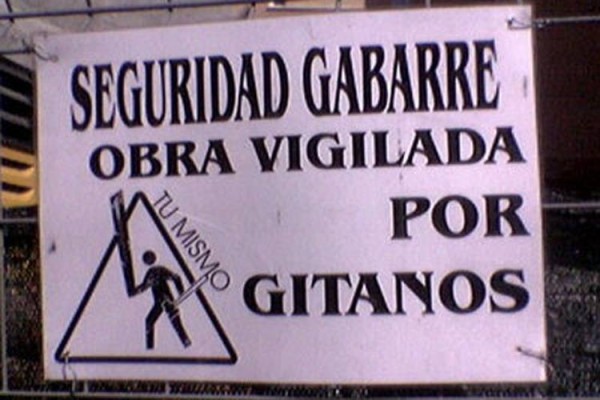 SEGURIDAD GABARRE
OBRA VIGILADA
POR
GITANOS
TU MISMO